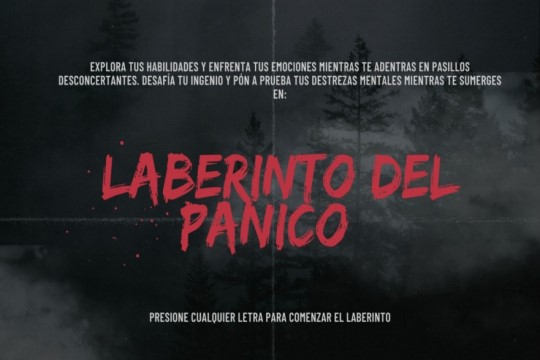 EXPLORA TUS HABILIDADES Y ENFRENTA TUS EMOCIONES MIENTRAS TE ADENTRAS EN PASILLOS
DESCONCERTANTES. DESAFÍA TU INGENIO Y PÓN A PRUEBA TUS DESTREZAS MENTALES MIENTRAS TE SUMERGES
EN:
LABERINTO DEL
PANICO
PRESIONE CUALQUIER LETRA PARA COMENZAR EL LABERINTO